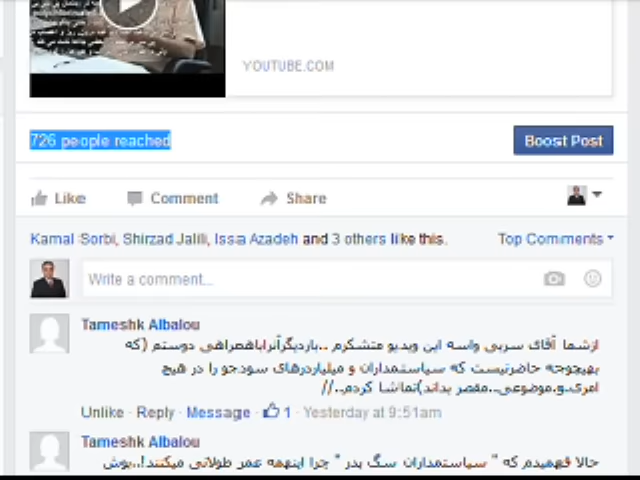 YOUTUBE.COM
726 people reached
Boost Post
Like Comment Share
Kamal Sorbi, Shirzad Jalili, Issa Azadeh and 3 others like this.
Top Comments
Write a comment...
Tameshk Albalou
ازشما آقای سربی واسه این ویدیو متشکرم ..باردیگرآنراباهمراهی دوستم (که
بهیچوجه حاضرنیست که سیاستمداران و میلیاردرهای سودجو را در هیچ
امری.و.موضوعی..مقصر بداند)تماشا کردم..//
Unlike · Reply · Message · 1 · Yesterday at 9:51am
Tameshk Albalou
حالا فهمیدم که " سیاستمداران سگ پدر " چرا اینهمه عمر طولانی میکنند!..بوش